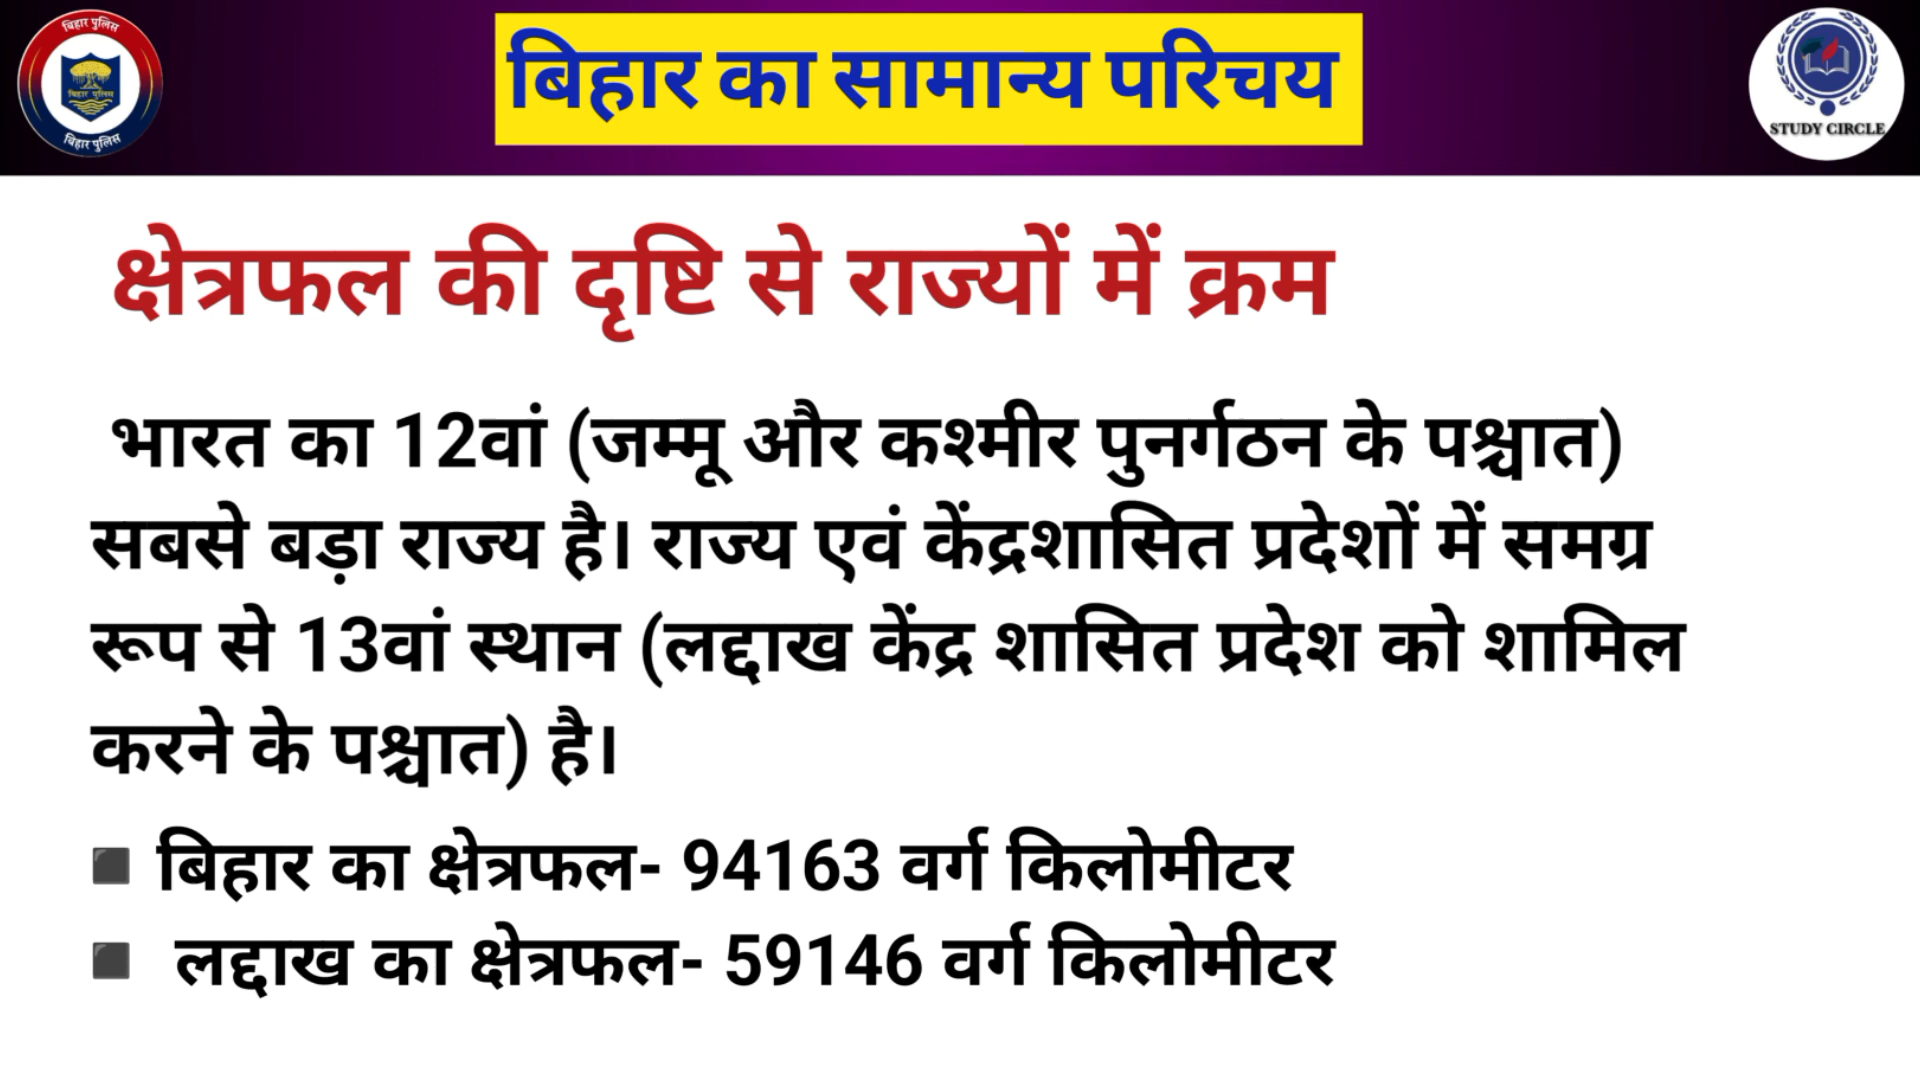 बिहार पुलिस
बिहार पुलिस
बिहार पुलिस
बिहार का सामान्य परिचय
STUDY CIRCLE
क्षेत्रफल की दृष्टि से राज्यों में क्रम
भारत का 12वां (जम्मू और कश्मीर पुनर्गठन के पश्चात)
सबसे बड़ा राज्य है। राज्य एवं केंद्रशासित प्रदेशों में समग्र
रूप से 13वां स्थान (लद्दाख केंद्र शासित प्रदेश को शामिल
करने के पश्चात) है।
◾ बिहार का क्षेत्रफल- 94163 वर्ग किलोमीटर
◾ लद्दाख का क्षेत्रफल- 59146 वर्ग किलोमीटर